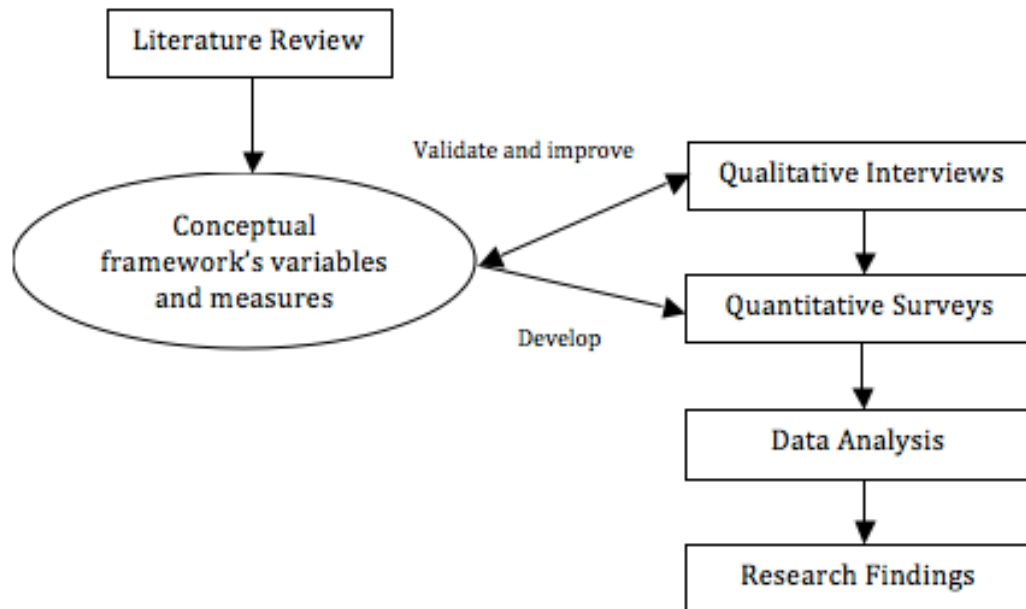 Literature Review
Validate and improve
Qualitative Interviews
Conceptual
framework's variables
and measures
Quantitative Surveys
Develop
Data Analysis
Research Findings